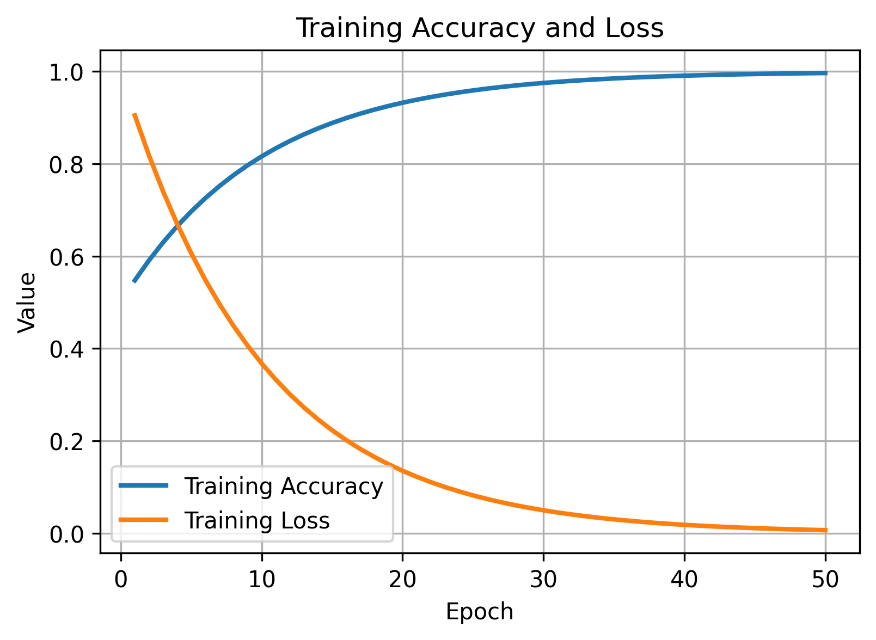 Training Accuracy and Loss
1.0
0.8
0.6
0.4
0.2
0.0
Value
Training Accuracy
Training Loss
0 10 20 30 40 50
Epoch